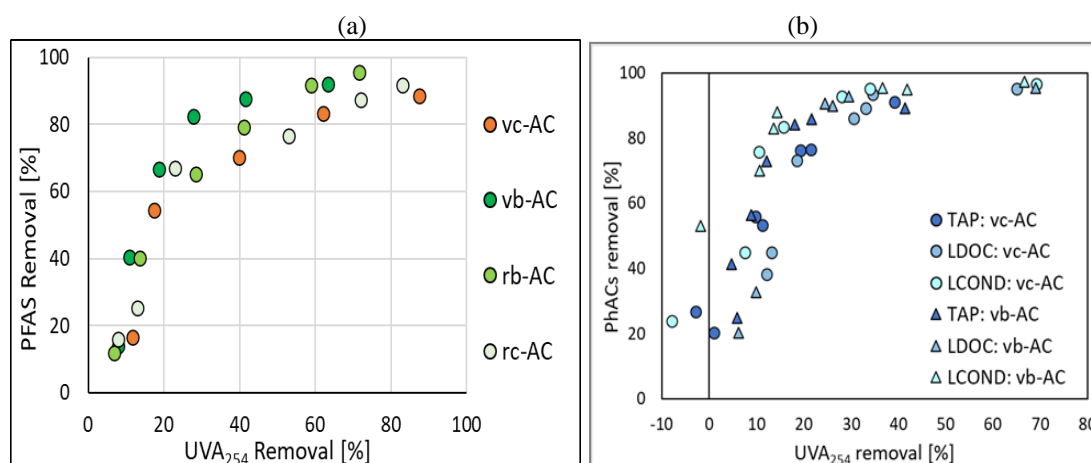 (a)
100
80
60
40
20
0
PFAS Removal [%]
0 20 40 60 80 100
UVA254 Removal [%]
vc-AC
vb-AC
rb-AC
rc-AC
(b)
100
80
60
40
20
0
PhACs removal [%]
-10 0 10 20 30 40 50 60 70 80
UVA254 removal [%]
TAP: vc-AC
LDOC: vc-AC
LCOND: vc-AC
TAP: vb-AC
LDOC: vb-AC
LCOND: vb-AC